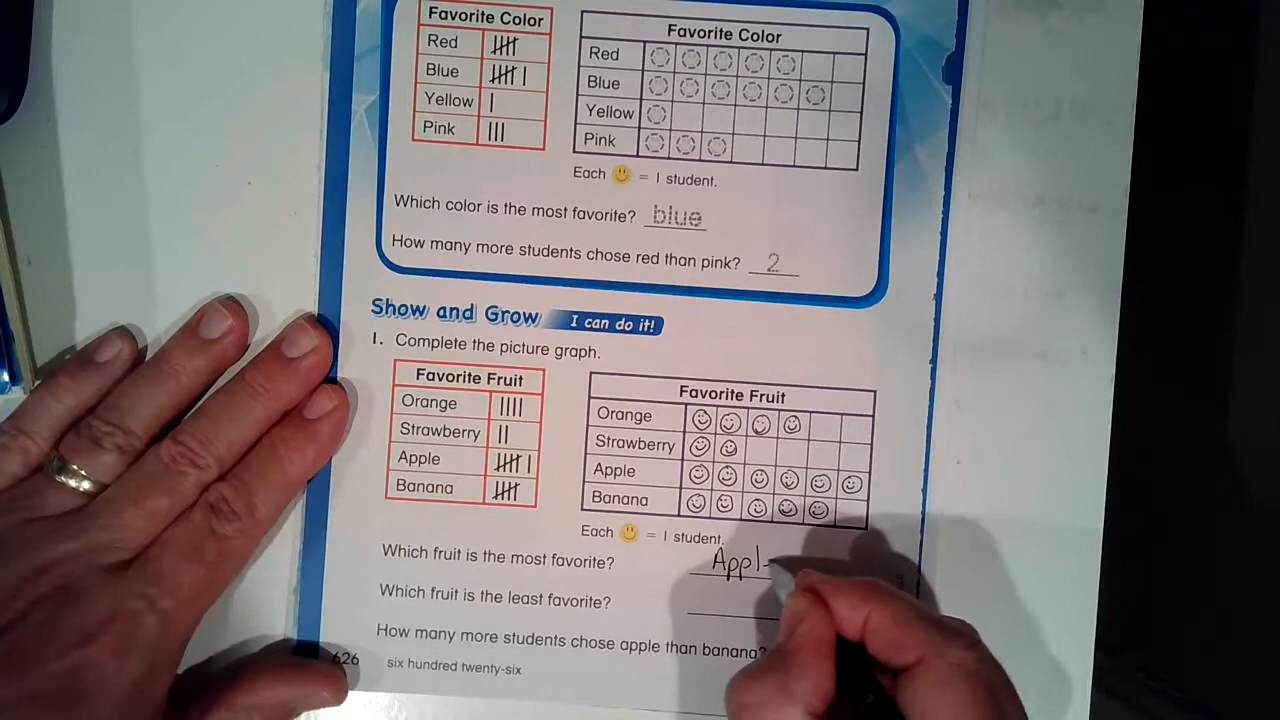 Favorite Color
Red
Blue
Yellow
Pink
Favorite Color
Red
Blue
Yellow
Pink
Each = 1 student.
Which color is the most favorite? blue
How many more students chose red than pink? 2
Show and Grow I can do it!
1. Complete the picture graph.
Favorite Fruit
Orange
Strawberry
Apple
Banana
Favorite Fruit
Orange
Strawberry
Apple
Banana
Each = 1 student.
Which fruit is the most favorite? Appl
Which fruit is the least favorite?
How many more students chose apple than banana?
626 six hundred twenty-six